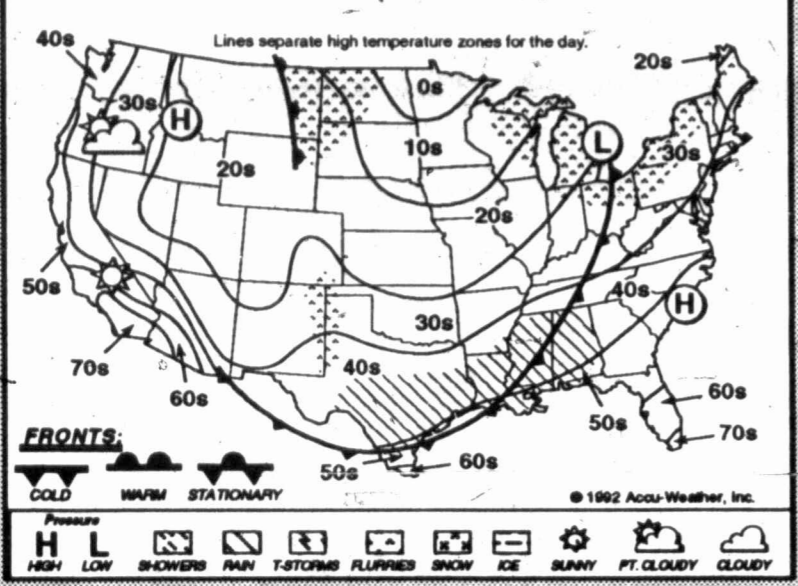 Lines separate high temperature zones for the day.
40s
20s
0s
30s
H
L
10s
30s
20s
20s
50s
40s
H
30s
70s
40s
60s
60s
50s
70s
50s
60s
FRONTS:
COLD WARM STATIONARY
© 1992 Accu-Weather, Inc.
Pressure
H L
HIGH LOW SHOWERS RAIN T-STORMS FLURRIES SNOW ICE SUNNY PT. CLOUDY CLOUDY